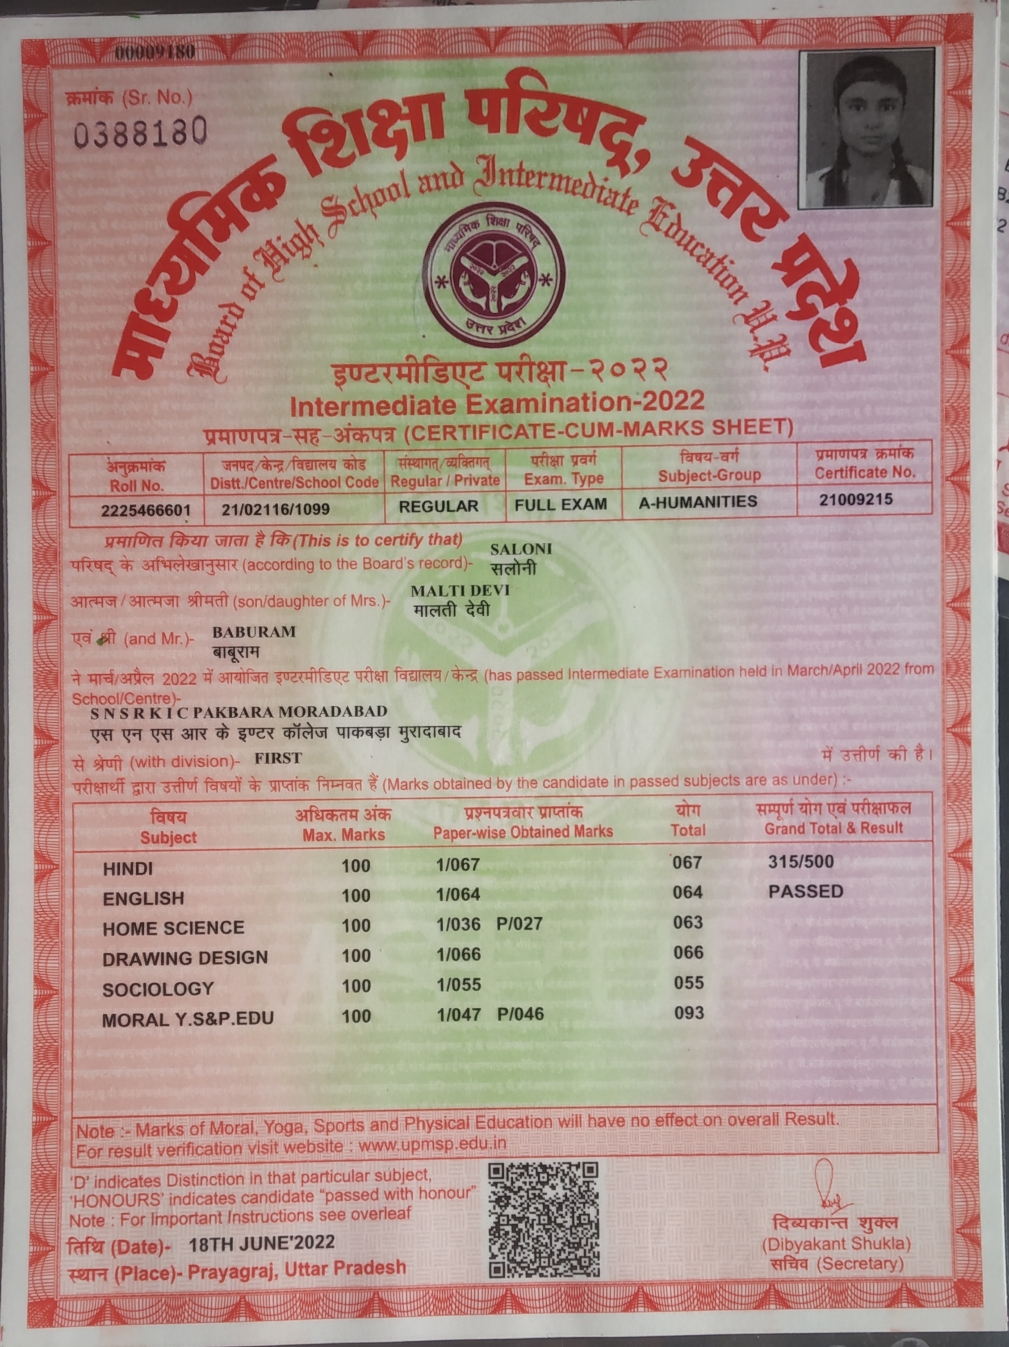 00009180
क्रमांक (Sr. No.)
0388180
माध्यमिक शिक्षा परिषद्, उत्तर प्रदेश
Board of High School and Intermediate Education U.P.
माध्यमिक शिक्षा परिषद
उत्तर प्रदेश
इण्टरमीडिएट परीक्षा-२०२२
Intermediate Examination-2022
प्रमाणपत्र-सह-अंकपत्र (CERTIFICATE-CUM-MARKS SHEET)
अनुक्रमांक जनपद/केन्द्र/विद्यालय कोड संस्थागत/व्यक्तिगत परीक्षा प्रवर्ग विषय-वर्ग प्रमाणपत्र क्रमांक
Roll No. Distt./Centre/School Code Regular / Private Exam. Type Subject-Group Certificate No.
2225466601 21/02116/1099 REGULAR FULL EXAM A-HUMANITIES 21009215
प्रमाणित किया जाता है कि (This is to certify that)
SALONI
परिषद् के अभिलेखानुसार (according to the Board's record)- सलोनी
MALTI DEVI
आत्मज/आत्मजा श्रीमती (son/daughter of Mrs.)- मालती देवी
एवं श्री (and Mr.)- BABURAM
बाबूराम
ने मार्च/अप्रैल 2022 में आयोजित इण्टरमीडिएट परीक्षा विद्यालय/केन्द्र (has passed Intermediate Examination held in March/April 2022 from
School/Centre)-
S N S R K I C PAKBARA MORADABAD
एस एन एस आर के इण्टर कॉलेज पाकबड़ा मुरादाबाद
से श्रेणी (with division)- FIRST में उत्तीर्ण की है।
परीक्षार्थी द्वारा उत्तीर्ण विषयों के प्राप्तांक निम्नवत हैं (Marks obtained by the candidate in passed subjects are as under) :-
विषय अधिकतम अंक प्रश्नपत्रवार प्राप्तांक योग सम्पूर्ण योग एवं परीक्षाफल
Subject Max. Marks Paper-wise Obtained Marks Total Grand Total & Result
HINDI 100 1/067 067 315/500
ENGLISH 100 1/064 064 PASSED
HOME SCIENCE 100 1/036 P/027 063
DRAWING DESIGN 100 1/066 066
SOCIOLOGY 100 1/055 055
MORAL Y.S&P.EDU 100 1/047 P/046 093
Note :- Marks of Moral, Yoga, Sports and Physical Education will have no effect on overall Result.
For result verification visit website : www.upmsp.edu.in
'D' indicates Distinction in that particular subject,
'HONOURS' indicates candidate "passed with honour"
Note : For Important Instructions see overleaf
तिथि (Date)- 18TH JUNE'2022
स्थान (Place)- Prayagraj, Uttar Pradesh
दिव्यकान्त शुक्ल
(Dibyakant Shukla)
सचिव (Secretary)